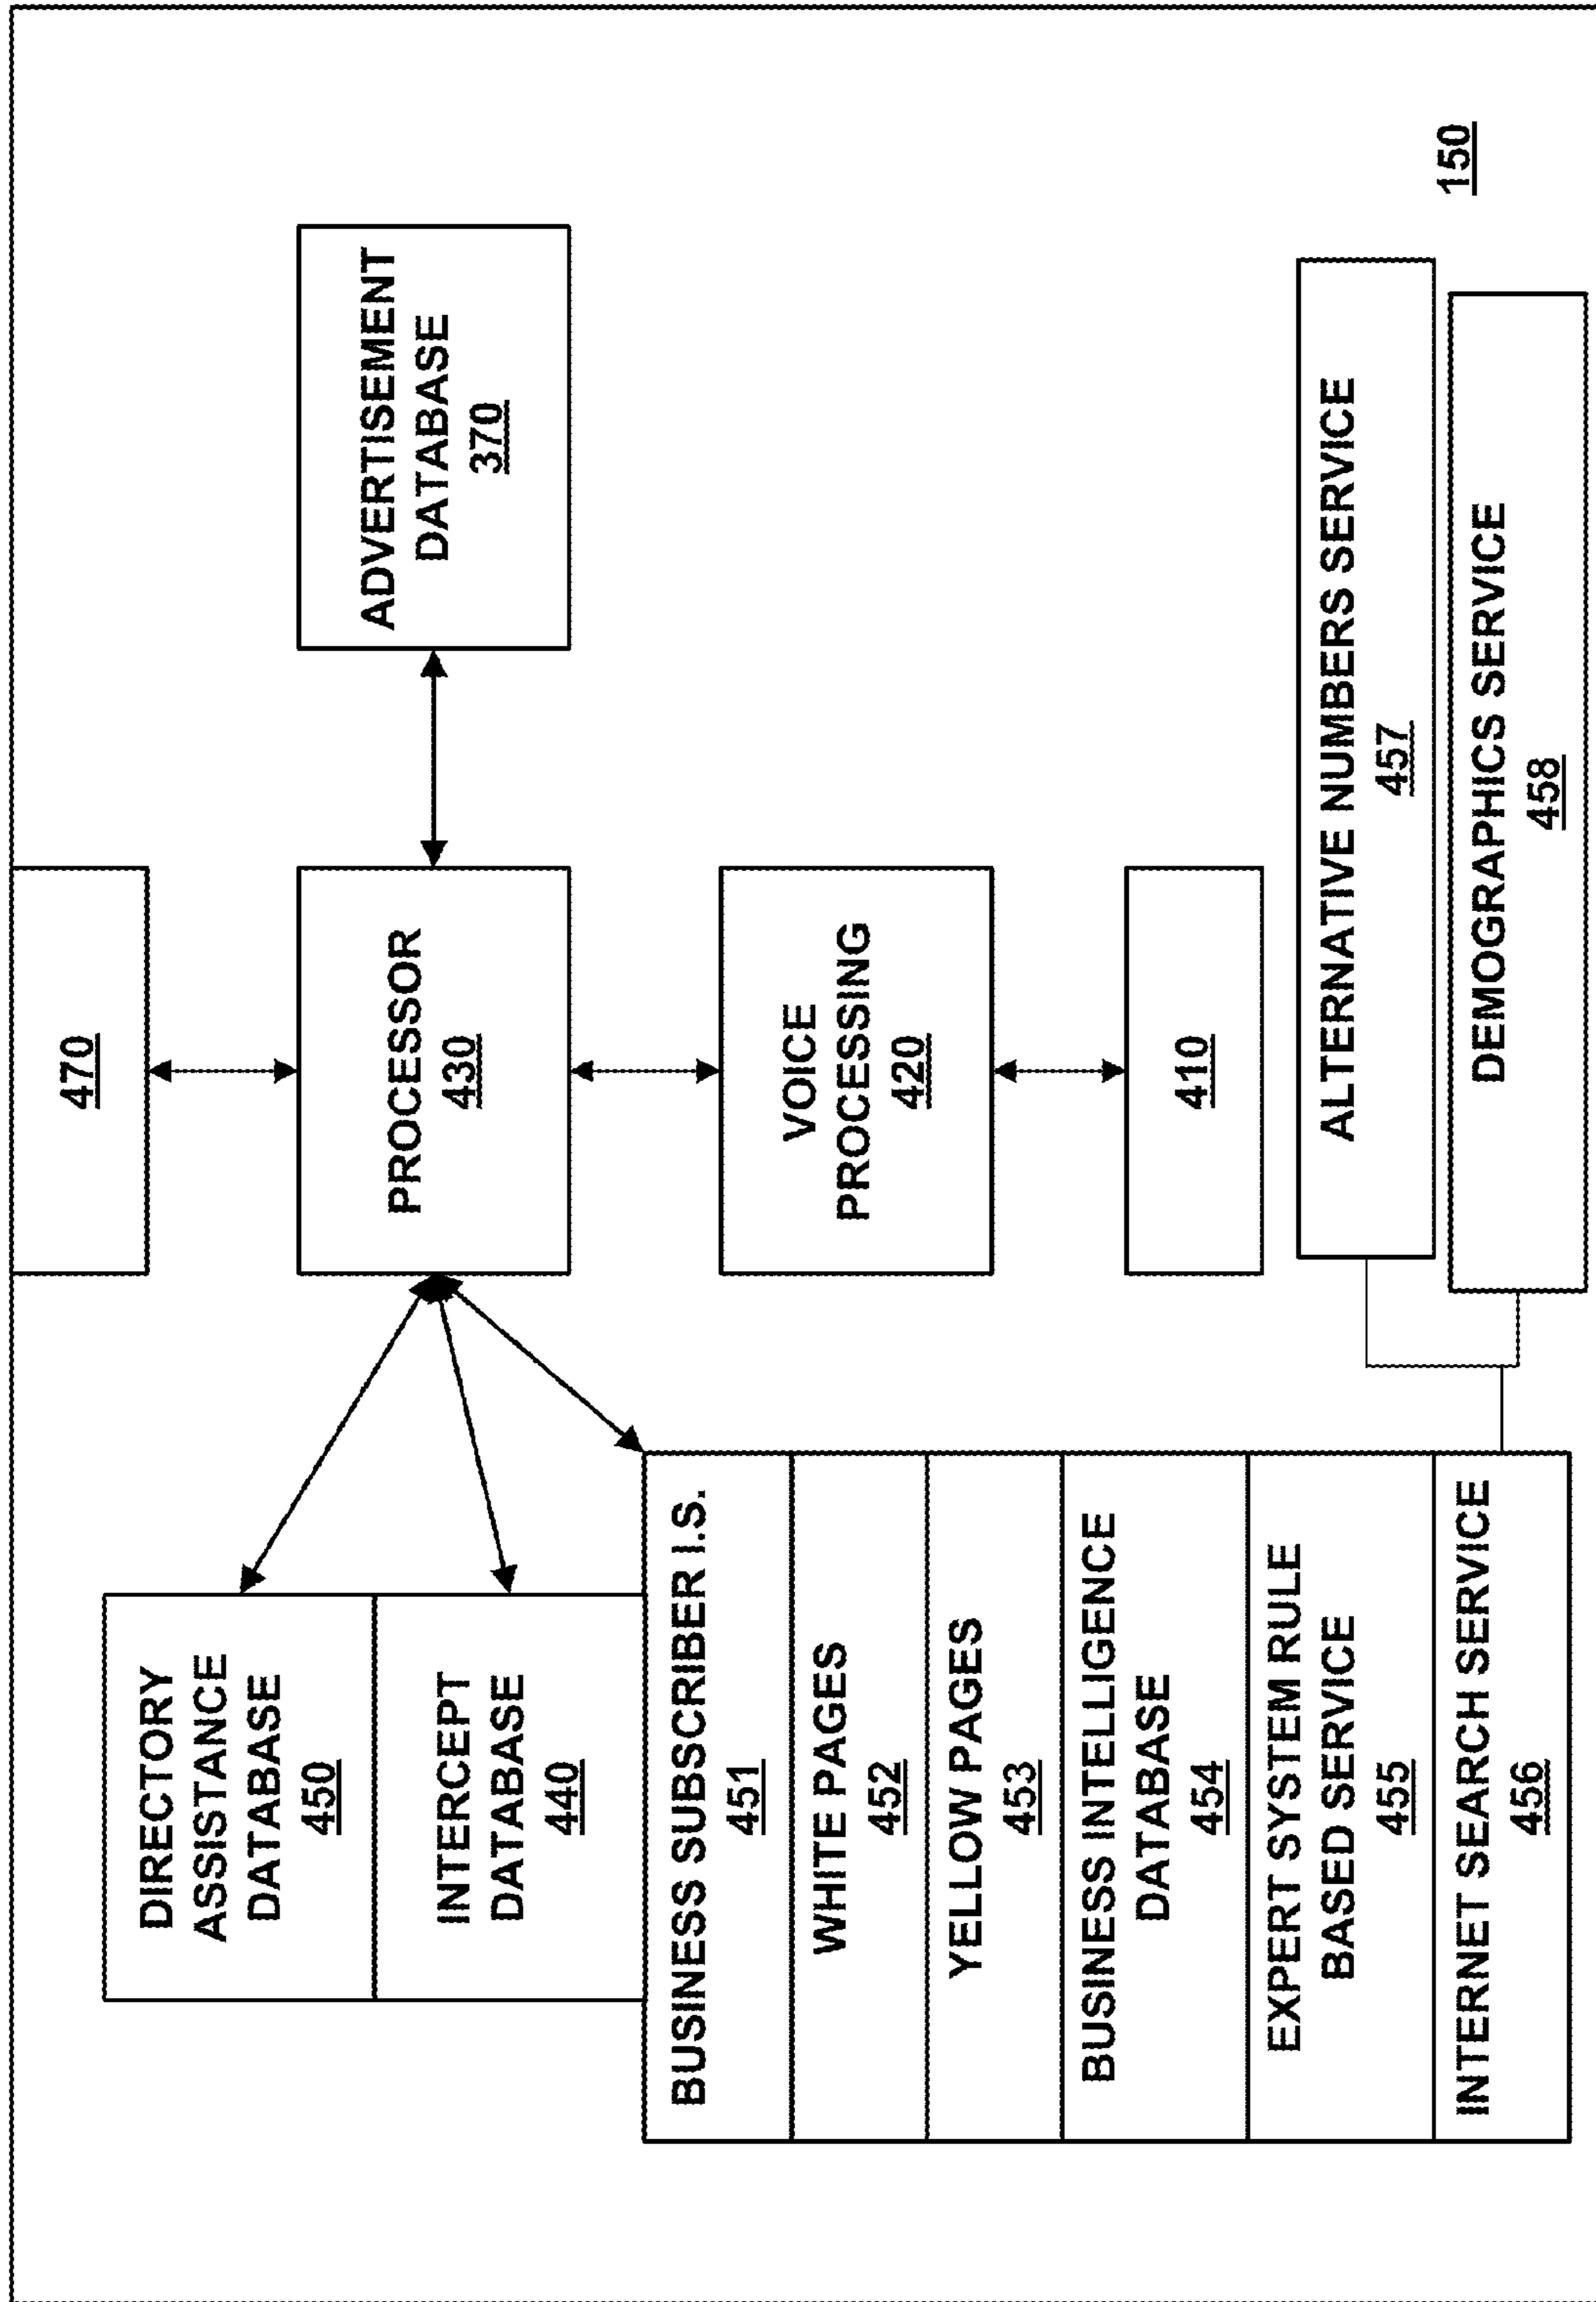 470
DIRECTORY
ASSISTANCE
DATABASE
450
INTERCEPT
DATABASE
440
PROCESSOR
430
ADVERTISEMENT
DATABASE
370
BUSINESS SUBSCRIBER I.S.
451
WHITE PAGES
452
YELLOW PAGES
453
BUSINESS INTELLIGENCE
DATABASE
454
EXPERT SYSTEM RULE
BASED SERVICE
455
INTERNET SEARCH SERVICE
456
VOICE
PROCESSING
420
410
ALTERNATIVE NUMBERS SERVICE
457
DEMOGRAPHICS SERVICE
458
150